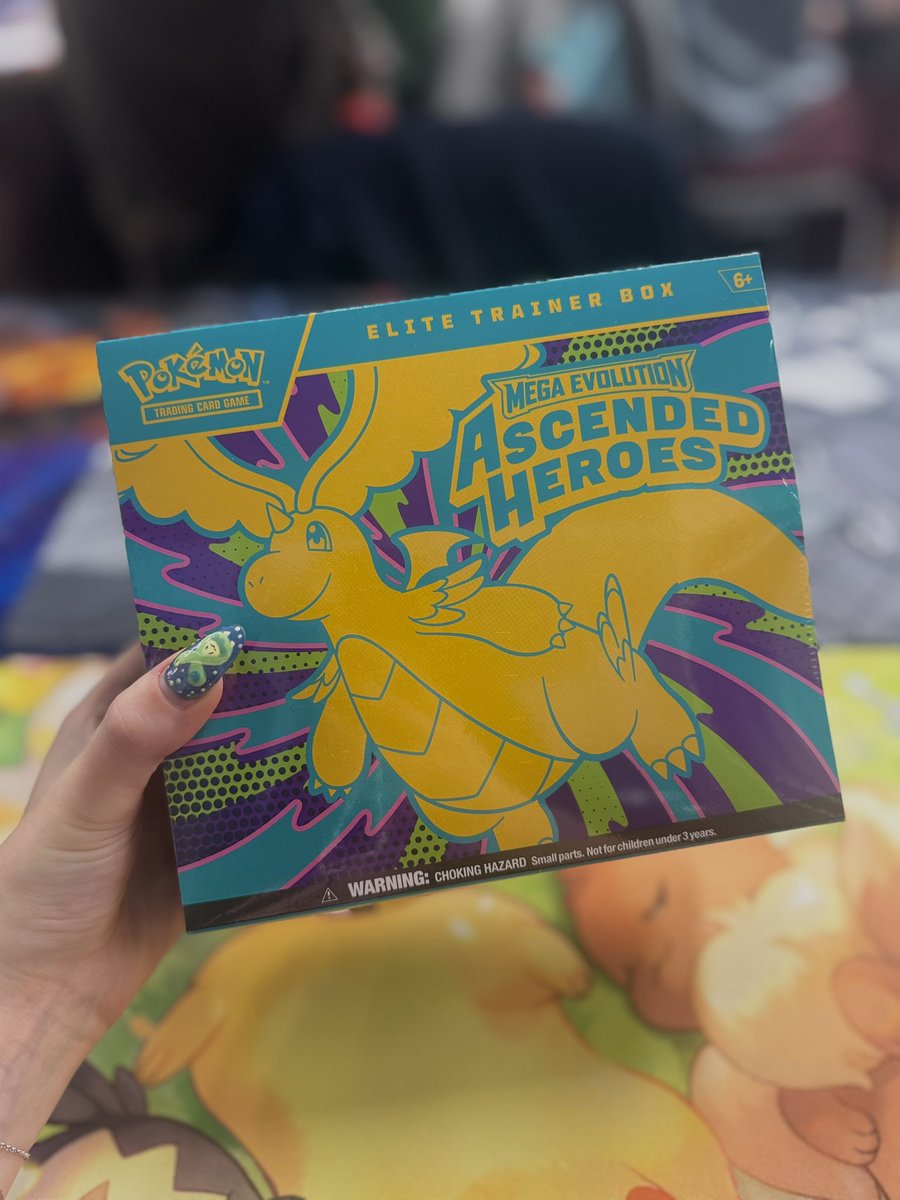 ELITE TRAINER BOX
6+
POKéMON™
TRADING CARD GAME
MEGA EVOLUTION
ASCENDED
HEROES
⚠ WARNING: CHOKING HAZARD Small parts. Not for children under 3 years.